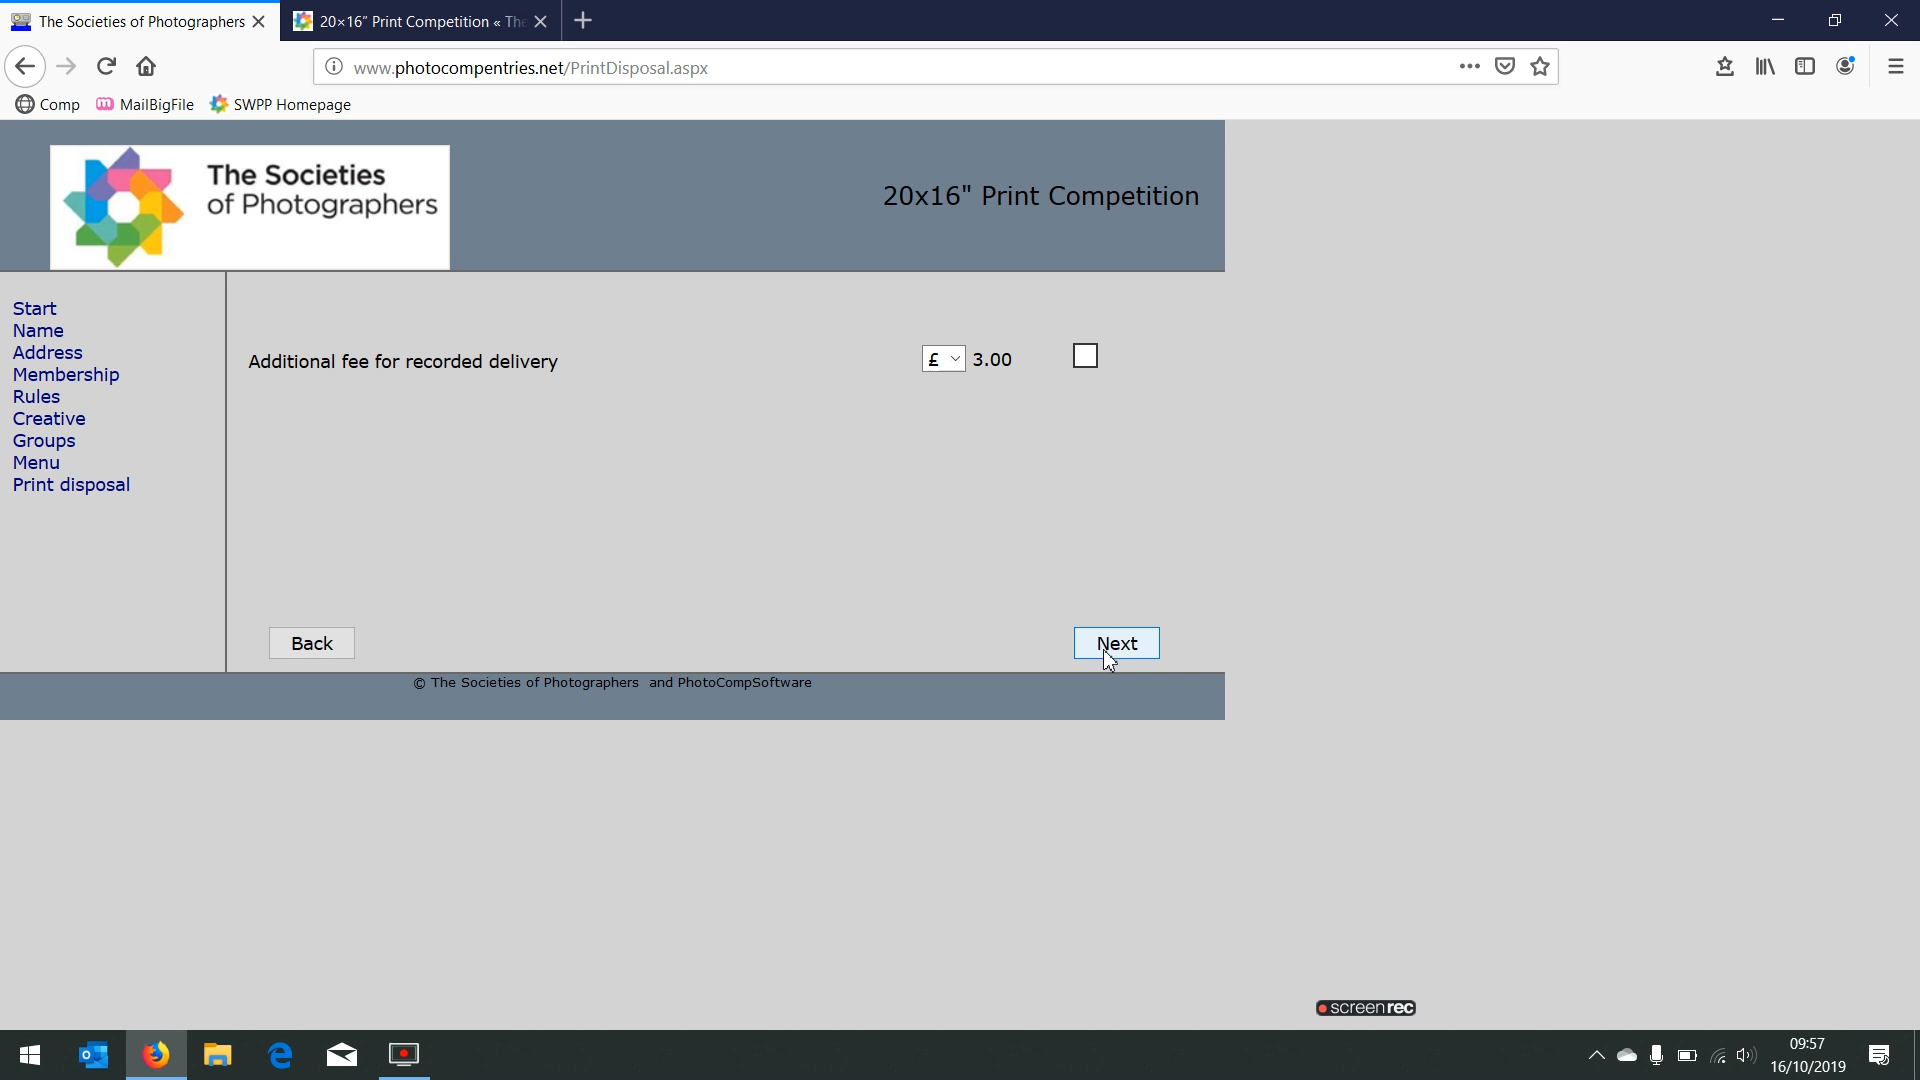 The Societies of Photographers
20×16″ Print Competition « The
www.photocompentries.net/PrintDisposal.aspx
Comp
MailBigFile
SWPP Homepage
The Societies
of Photographers
20x16" Print Competition
Start
Name
Address
Membership
Rules
Creative
Groups
Menu
Print disposal
Additional fee for recorded delivery
£ 3.00
Back
Next
© The Societies of Photographers and PhotoCompSoftware
screenrec
09:57
16/10/2019